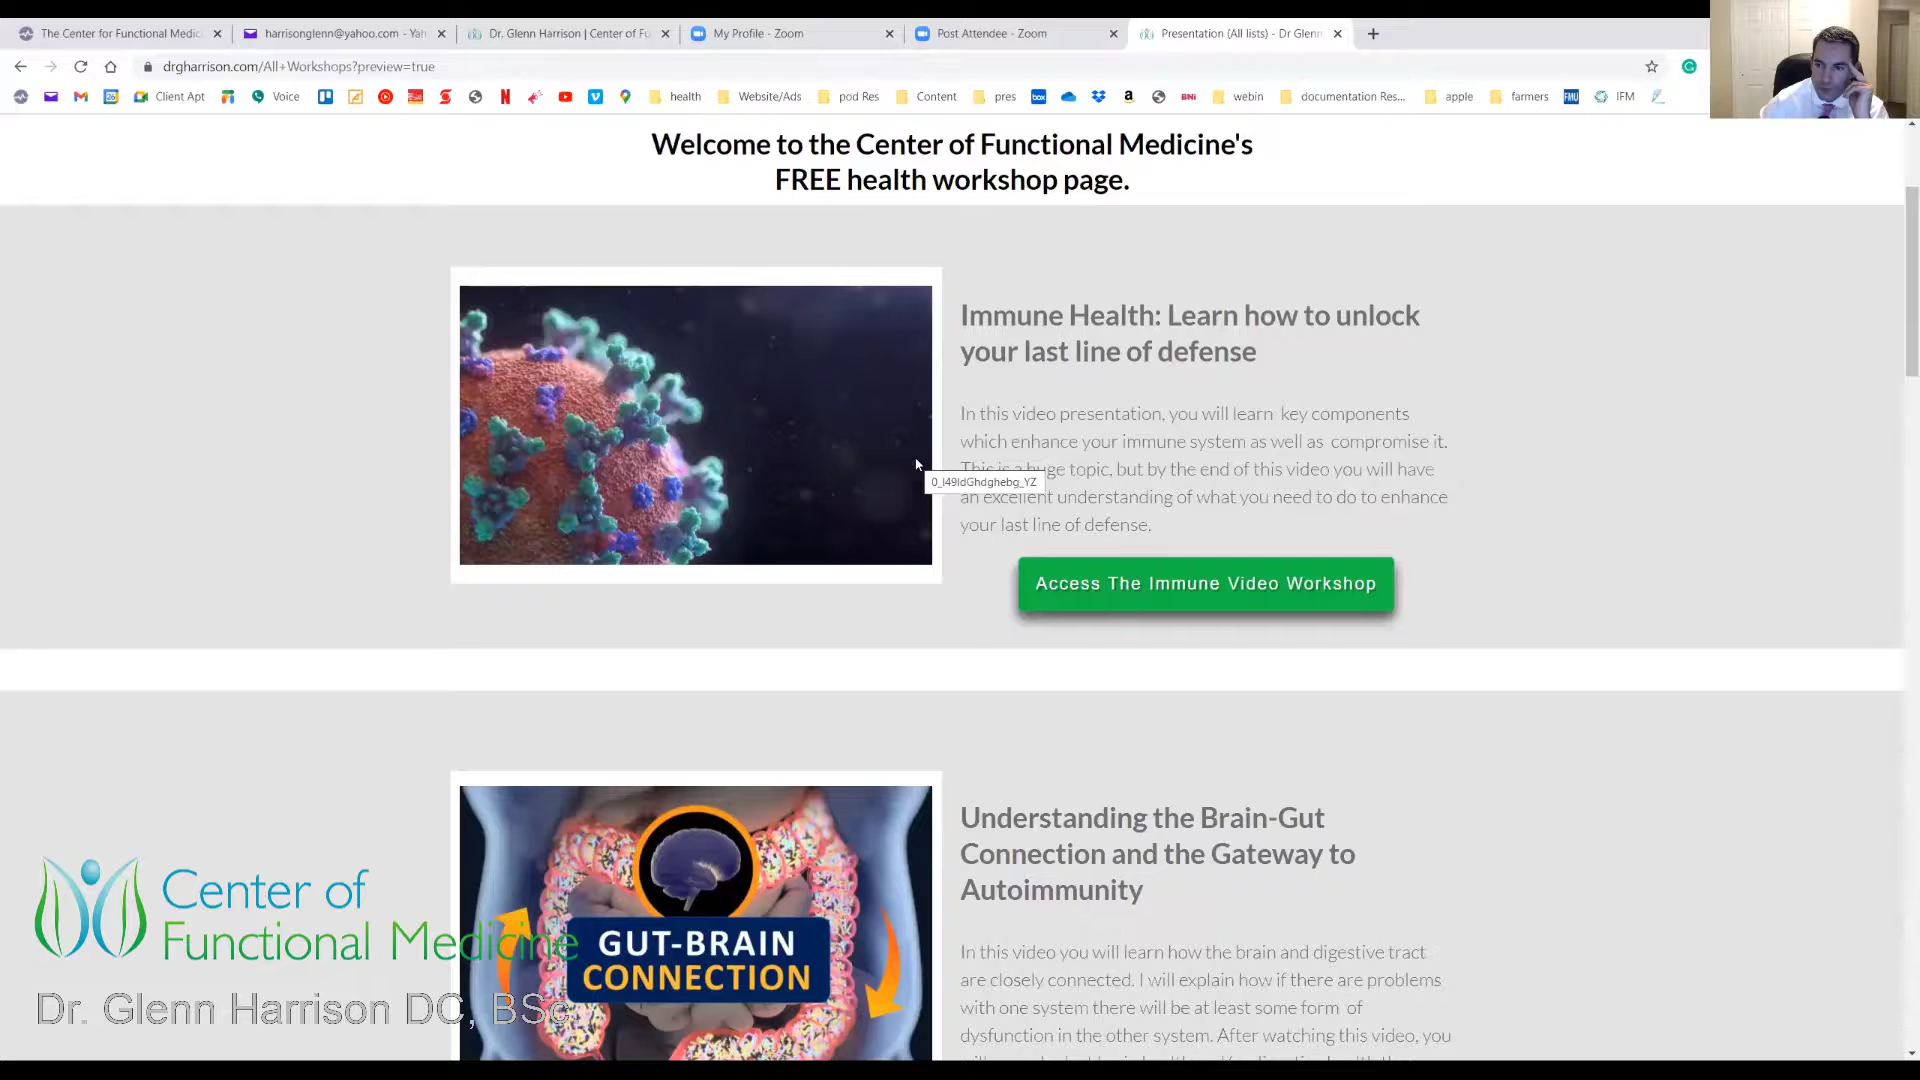 The Center for Functional Medic
harrisonglenn@yahoo.com - Yah
Dr. Glenn Harrison | Center of Fu
My Profile - Zoom
Post Attendee - Zoom
Presentation (All lists) - Dr Glenn
drgharrison.com/All+Workshops?preview=true
Client Apt
Voice
health
Website/Ads
pod Res
Content
pres
box
BNi
webin
documentation Res...
apple
farmers
FMU
IFM
Welcome to the Center of Functional Medicine's
FREE health workshop page.
Immune Health: Learn how to unlock
your last line of defense
In this video presentation, you will learn key components
which enhance your immune system as well as compromise it.
This is a huge topic, but by the end of this video you will have
an excellent understanding of what you need to do to enhance
your last line of defense.
Access The Immune Video Workshop
Understanding the Brain-Gut
Connection and the Gateway to
Autoimmunity
In this video you will learn how the brain and digestive tract
are closely connected. I will explain how if there are problems
with one system there will be at least some form of
dysfunction in the other system. After watching this video, you
GUT-BRAIN
CONNECTION
Center of
Functional Medicine
Dr. Glenn Harrison DC, BSc